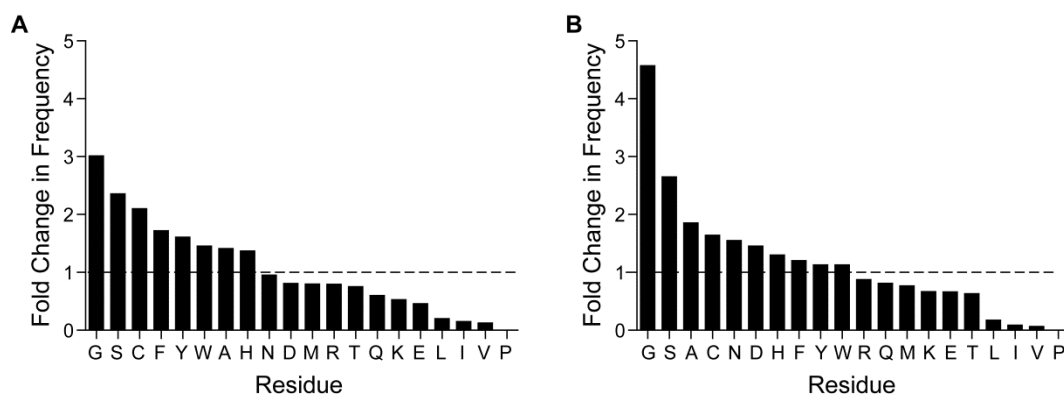 A
Fold Change in Frequency
5
4
3
2
1
0
G S C F Y W A H N D M R T Q K E L I V P
Residue
B
Fold Change in Frequency
5
4
3
2
1
0
G S A C N D H F Y W R Q M K E T L I V P
Residue